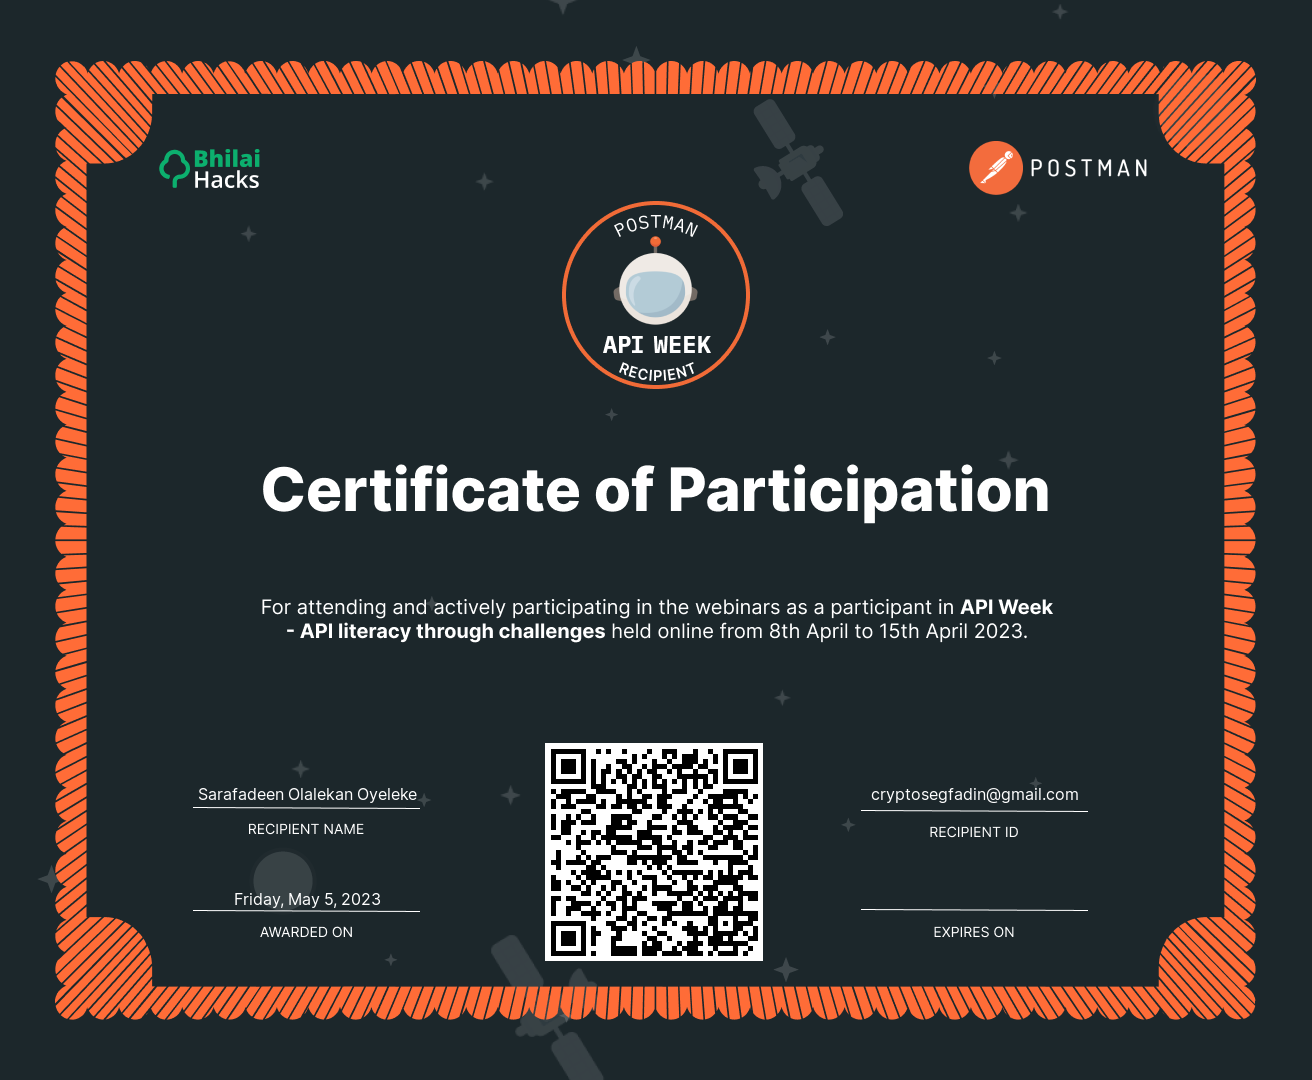 Bhilai
Hacks
POSTMAN
POSTMAN
API WEEK
RECIPIENT
Certificate of Participation
For attending and actively participating in the webinars as a participant in API Week
- API literacy through challenges held online from 8th April to 15th April 2023.
Sarafadeen Olalekan Oyeleke
RECIPIENT NAME
cryptosegfadin@gmail.com
RECIPIENT ID
Friday, May 5, 2023
AWARDED ON
EXPIRES ON